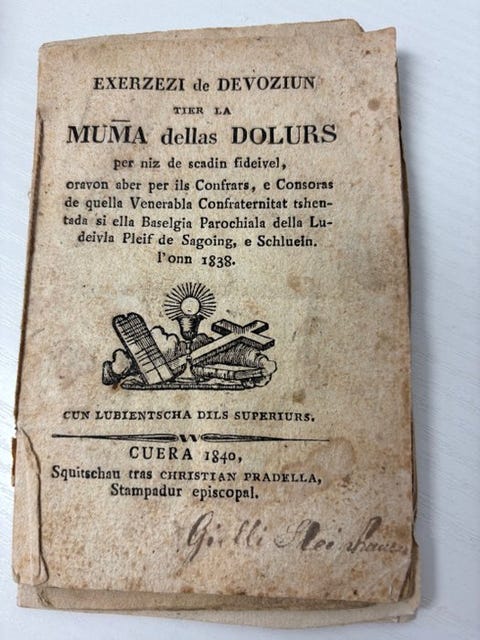 EXERZEZI de DEVOZIUN
TIER LA
MUM̅A dellas DOLURS
per niz de scadin fideivel,
oravon aber per ils Confrars, e Consoras
de quella Venerabla Confraternitat tshen-
tada si ella Baselgia Parochiala della Lu-
deivla Pleif de Sagoing, e Schluein.
l'onn 1838.
CUN LUBIENTSCHA DILS SUPERIURS.
CUERA 1840,
Squitschau tras CHRISTIAN PRADELLA,
Stampadur episcopal.
Gielli